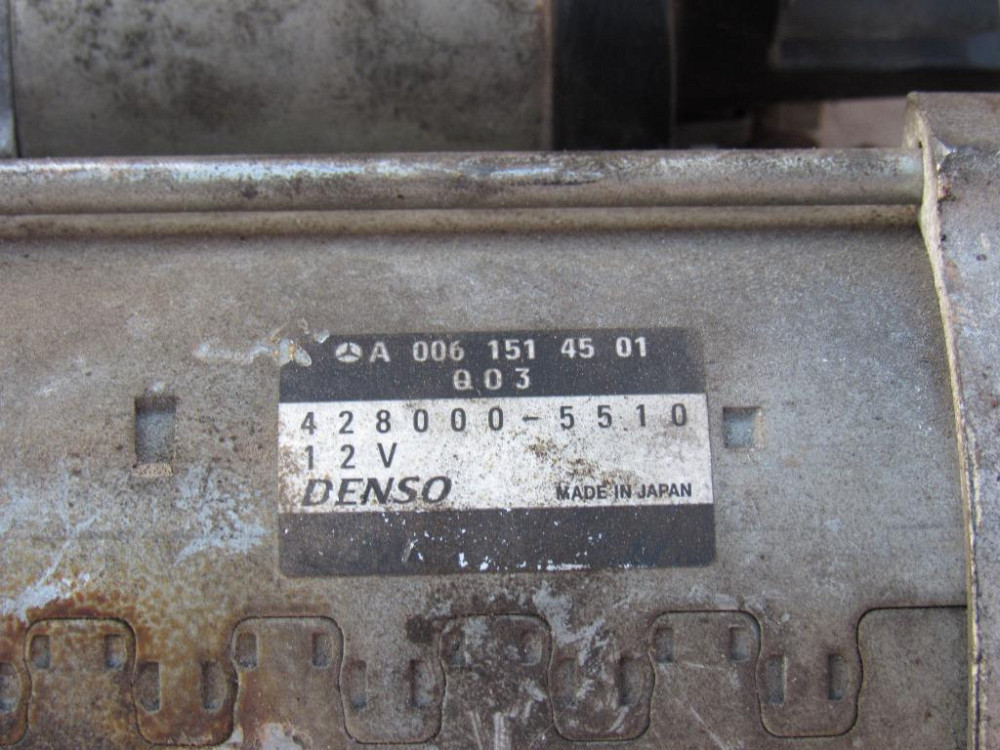 A 006 151 45 01
Q03
428000-5510
12V
DENSO MADE IN JAPAN